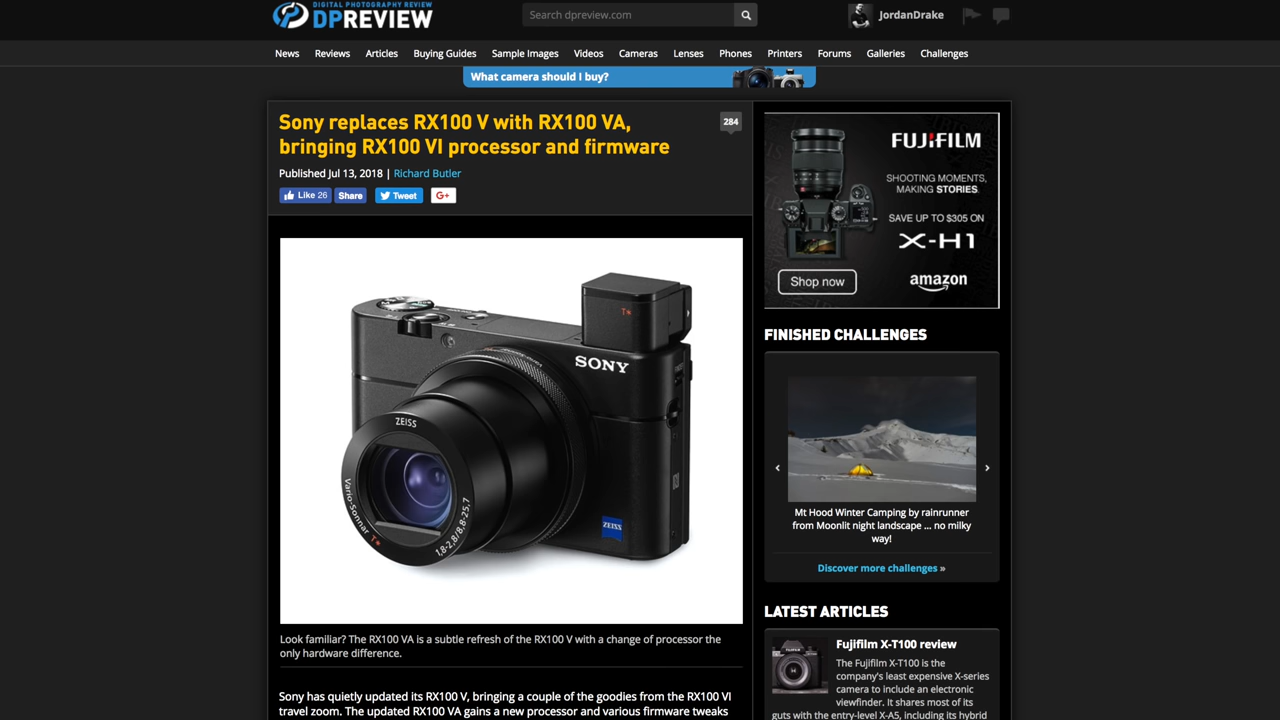 DIGITAL PHOTOGRAPHY REVIEW
DPREVIEW
Search dpreview.com
JordanDrake
News Reviews Articles Buying Guides Sample Images Videos Cameras Lenses Phones Printers Forums Galleries Challenges
What camera should I buy?
Sony replaces RX100 V with RX100 VA,
bringing RX100 VI processor and firmware
284
Published Jul 13, 2018 | Richard Butler
Like 26 Share Tweet G+
SONY
T*
ZEISS
Vario-Sonnar T*
1,8-2,8/8,8-25,7
ZEISS
Look familiar? The RX100 VA is a subtle refresh of the RX100 V with a change of processor the
only hardware difference.
Sony has quietly updated its RX100 V, bringing a couple of the goodies from the RX100 VI
travel zoom. The updated RX100 VA gains a new processor and various firmware tweaks
FUJIFILM
SHOOTING MOMENTS,
MAKING STORIES.
SAVE UP TO $305 ON
X-H1
Shop now
amazon
FINISHED CHALLENGES
Mt Hood Winter Camping by rainrunner
from Moonlit night landscape ... no milky
way!
Discover more challenges »
LATEST ARTICLES
Fujifilm X-T100 review
The Fujifilm X-T100 is the
company's least expensive X-series
camera to include an electronic
viewfinder. It shares most of its
guts with the entry-level X-A5, including its hybrid